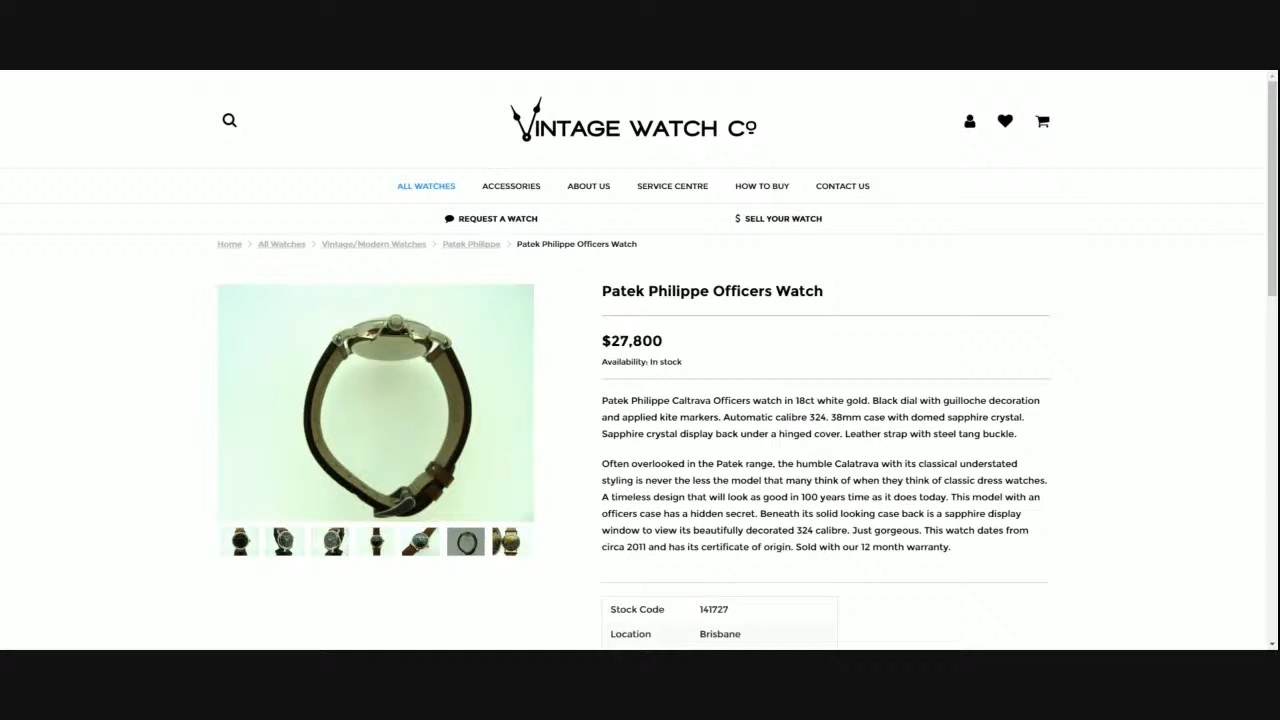 VINTAGE WATCH Cº
ALL WATCHES ACCESSORIES ABOUT US SERVICE CENTRE HOW TO BUY CONTACT US
REQUEST A WATCH $ SELL YOUR WATCH
Home > All Watches > Vintage/Modern Watches > Patek Philippe > Patek Philippe Officers Watch
Patek Philippe Officers Watch
$27,800
Availability: In stock
Patek Philippe Caltrava Officers watch in 18ct white gold. Black dial with guilloche decoration
and applied kite markers. Automatic calibre 324. 38mm case with domed sapphire crystal.
Sapphire crystal display back under a hinged cover. Leather strap with steel tang buckle.
Often overlooked in the Patek range, the humble Calatrava with its classical understated
styling is never the less the model that many think of when they think of classic dress watches.
A timeless design that will look as good in 100 years time as it does today. This model with an
officers case has a hidden secret. Beneath its solid looking case back is a sapphire display
window to view its beautifully decorated 324 calibre. Just gorgeous. This watch dates from
circa 2011 and has its certificate of origin. Sold with our 12 month warranty.
Stock Code 141727
Location Brisbane